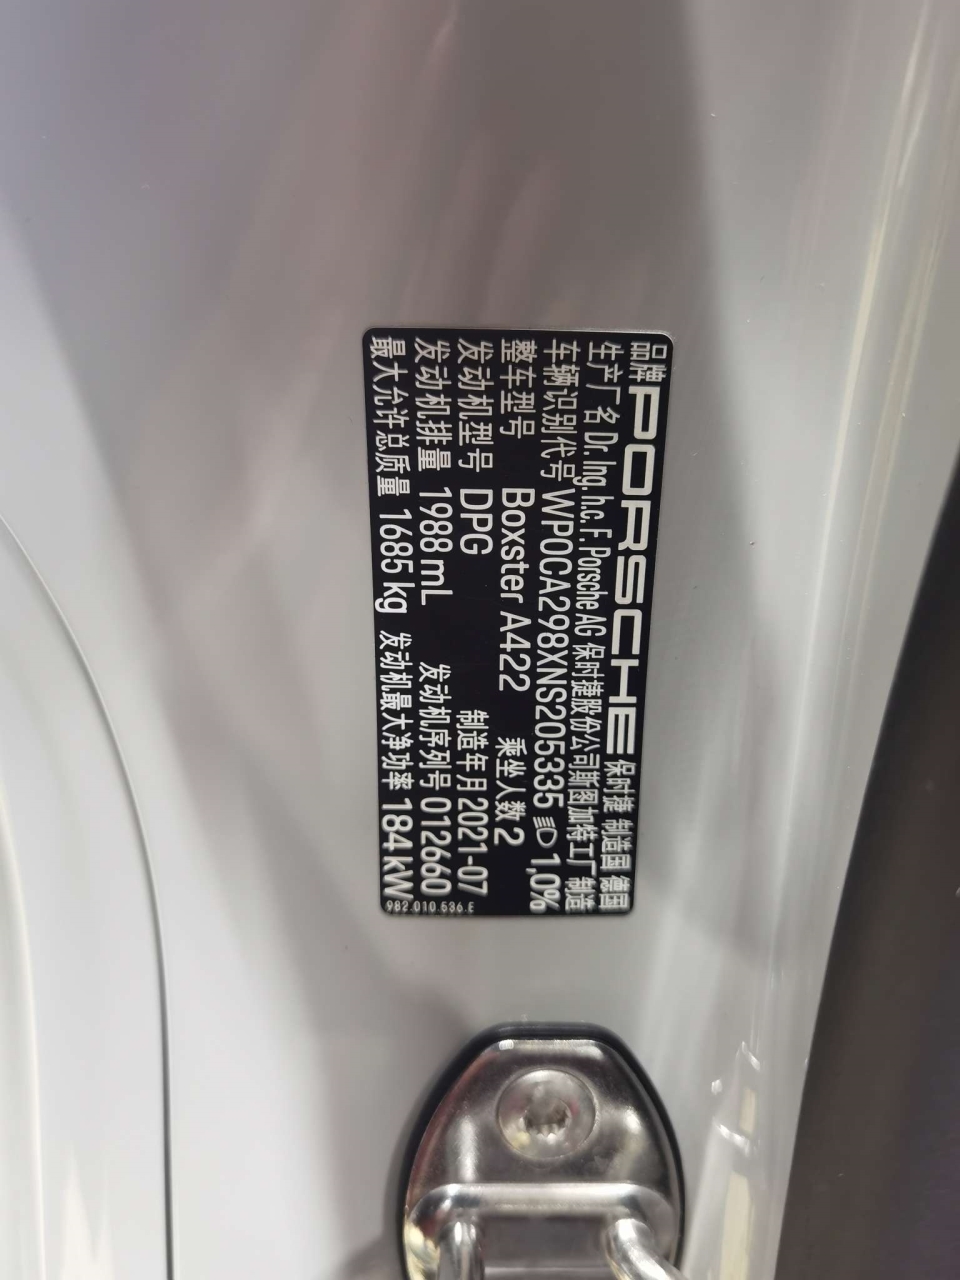 品牌 PORSCHE 保时捷 制造国 德国
生产厂名 Dr. Ing. h.c. F. Porsche AG 保时捷股份公司斯图加特工厂 制造
车辆识别代号 WP0CA298XNS205335 1,0%
整车型号 Boxster A422 乘坐人数 2
发动机型号 DPG 制造年月 2021-07
发动机排量 1988 mL 发动机序列号 012660
最大允许总质量 1685 kg 发动机最大净功率 184 kW
982.010.536.E